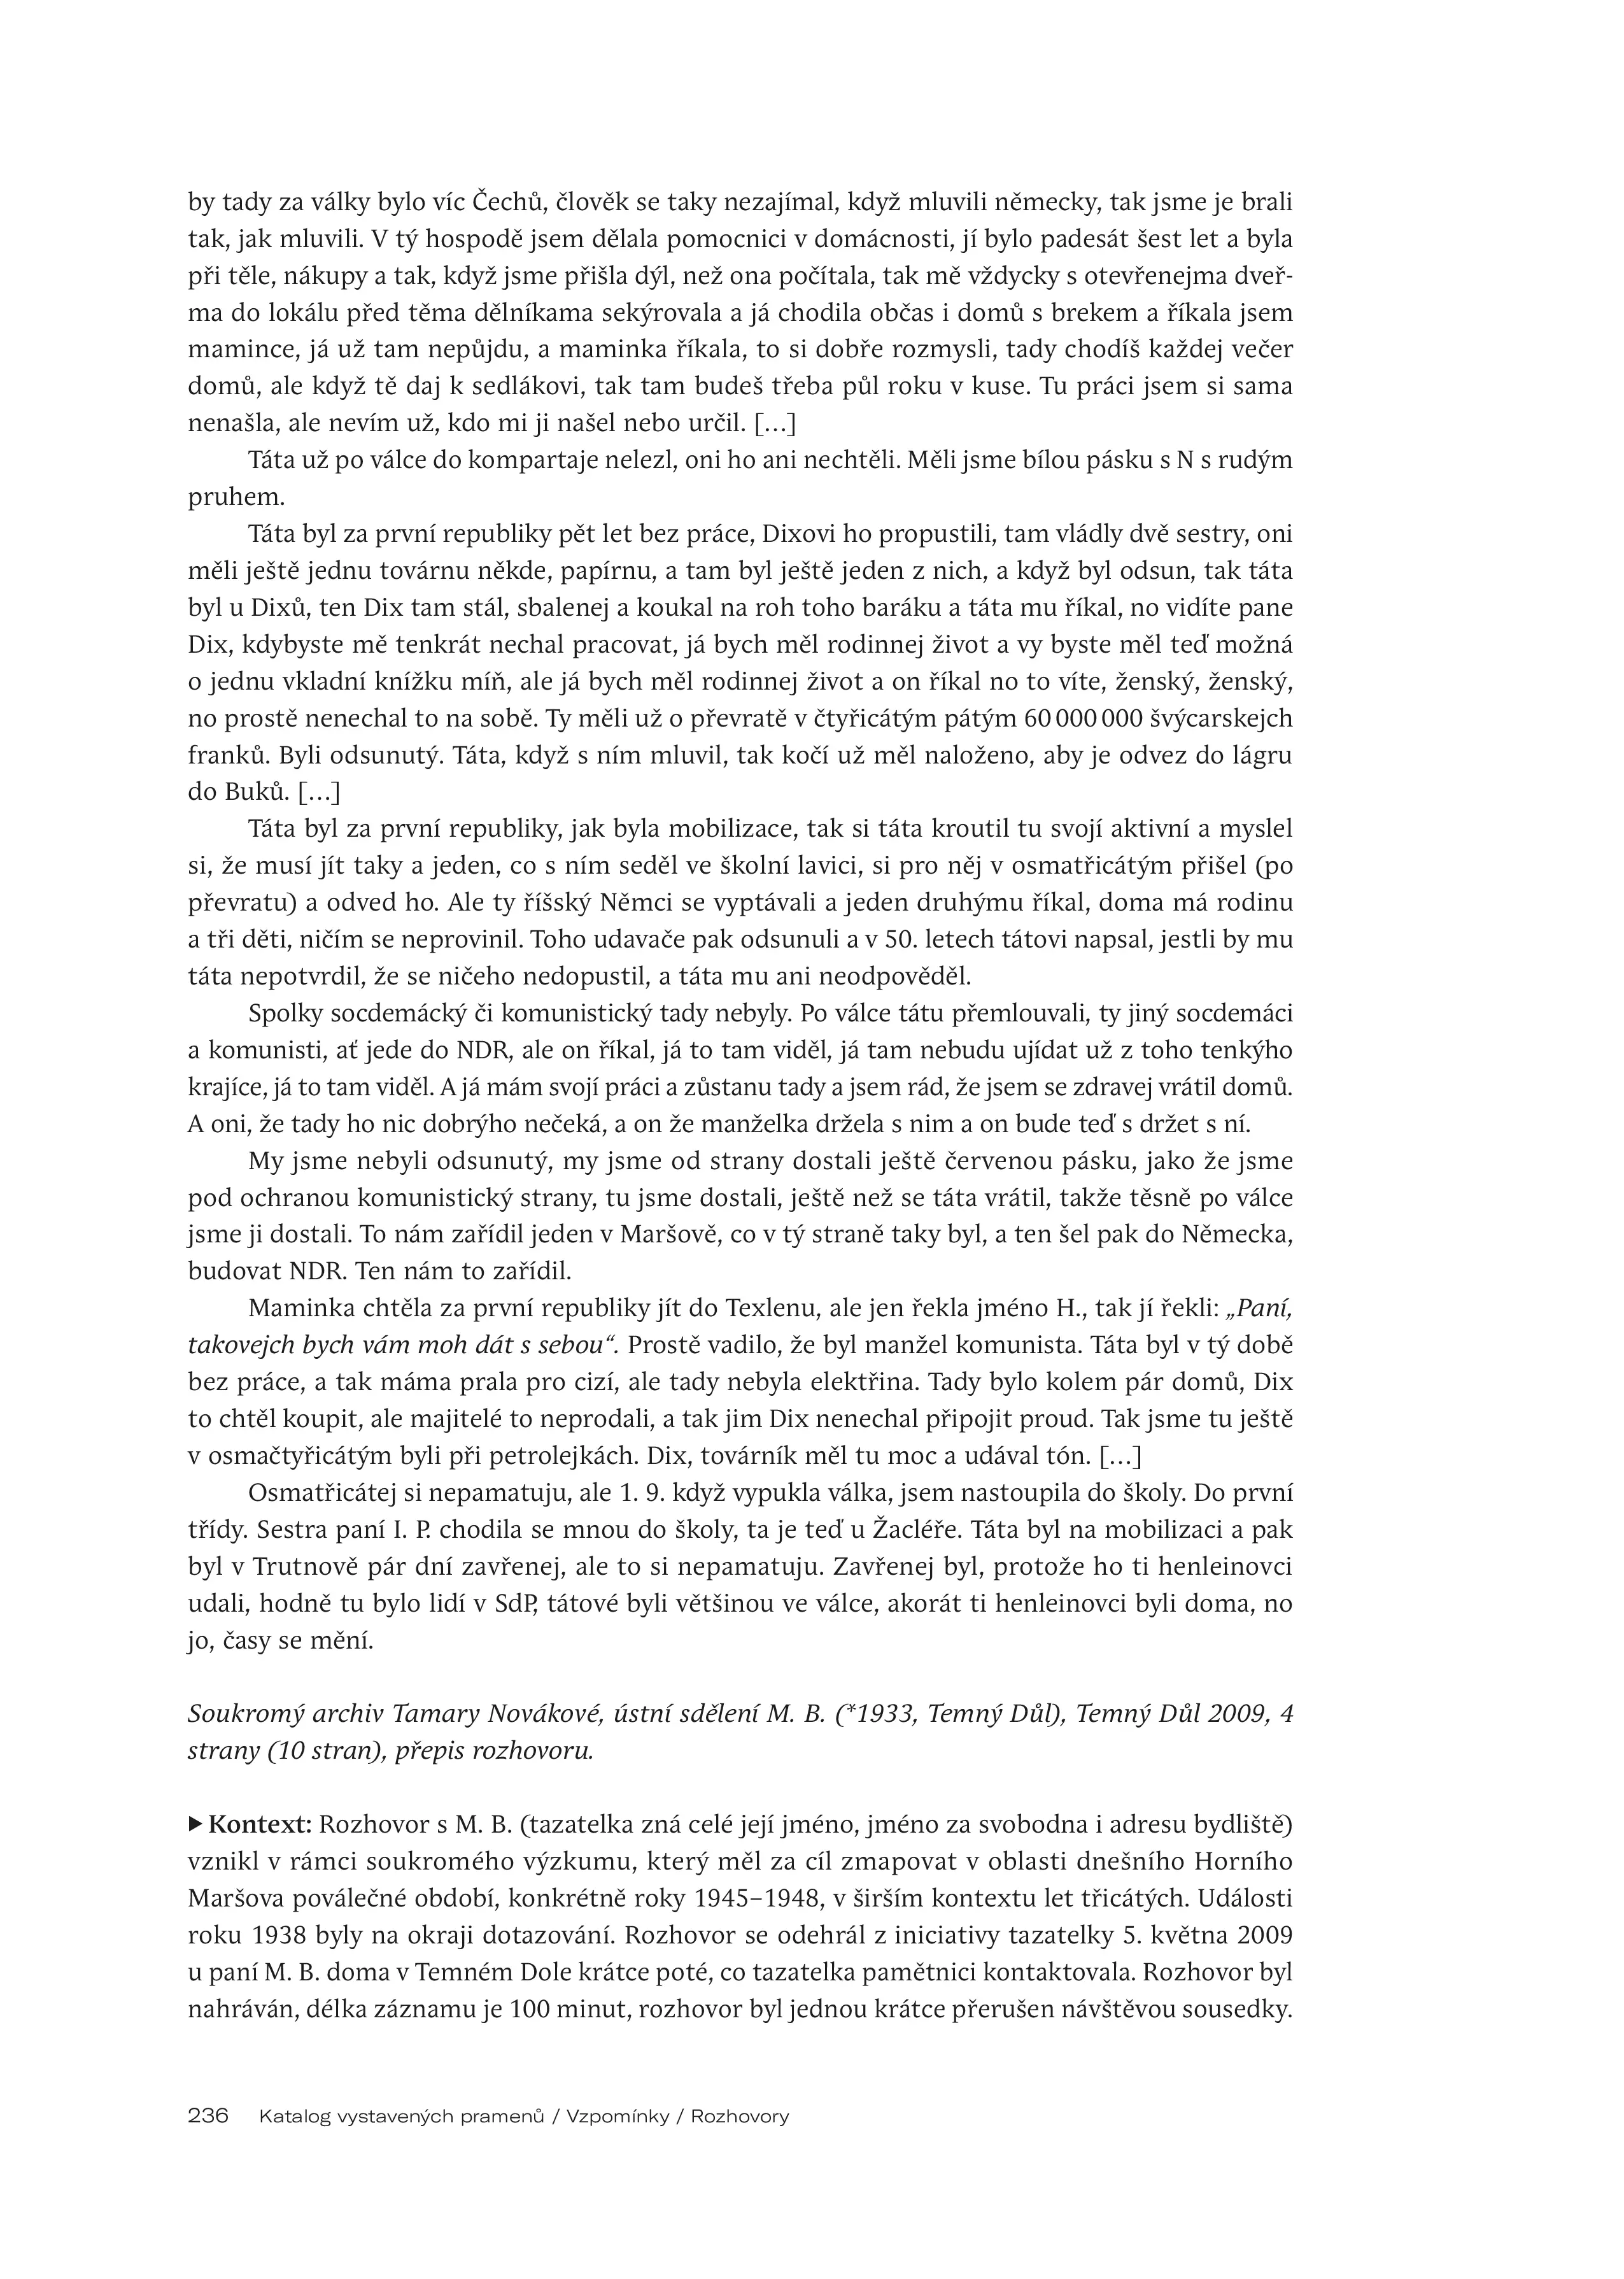 by tady za války bylo víc Čechů, člověk se taky nezajímal, když mluvili německy, tak jsme je brali
tak, jak mluvili. V tý hospodě jsem dělala pomocnici v domácnosti, jí bylo padesát šest let a byla
při těle, nákupy a tak, když jsme přišla dýl, než ona počítala, tak mě vždycky s otevřenejma dveř-
ma do lokálu před těma dělníkama sekýrovala a já chodila občas i domů s brekem a říkala jsem
mamince, já už tam nepůjdu, a maminka říkala, to si dobře rozmysli, tady chodíš každej večer
domů, ale když tě daj k sedlákovi, tak tam budeš třeba půl roku v kuse. Tu práci jsem si sama
nenašla, ale nevím už, kdo mi ji našel nebo určil. […]
Táta už po válce do kompartaje nelezl, oni ho ani nechtěli. Měli jsme bílou pásku s N s rudým
pruhem.
Táta byl za první republiky pět let bez práce, Dixovi ho propustili, tam vládly dvě sestry, oni
měli ještě jednu továrnu někde, papírnu, a tam byl ještě jeden z nich, a když byl odsun, tak táta
byl u Dixů, ten Dix tam stál, sbalenej a koukal na roh toho baráku a táta mu říkal, no vidíte pane
Dix, kdybyste mě tenkrát nechal pracovat, já bych měl rodinnej život a vy byste měl teď možná
o jednu vkladní knížku míň, ale já bych měl rodinnej život a on říkal no to víte, ženský, ženský,
no prostě nenechal to na sobě. Ty měli už o převratě v čtyřicátým pátým 60 000 000 švýcarskejch
franků. Byli odsunutý. Táta, když s ním mluvil, tak kočí už měl naloženo, aby je odvez do lágru
do Buků. […]
Táta byl za první republiky, jak byla mobilizace, tak si táta kroutil tu svojí aktivní a myslel
si, že musí jít taky a jeden, co s ním seděl ve školní lavici, si pro něj v osmatřicátým přišel (po
převratu) a odved ho. Ale ty říšský Němci se vyptávali a jeden druhýmu říkal, doma má rodinu
a tři děti, ničím se neprovinil. Toho udavače pak odsunuli a v 50. letech tátovi napsal, jestli by mu
táta nepotvrdil, že se ničeho nedopustil, a táta mu ani neodpověděl.
Spolky socdemácký či komunistický tady nebyly. Po válce tátu přemlouvali, ty jiný socdemáci
a komunisti, ať jede do NDR, ale on říkal, já to tam viděl, já tam nebudu ujídat už z toho tenkýho
krajíce, já to tam viděl. A já mám svojí práci a zůstanu tady a jsem rád, že jsem se zdravej vrátil domů.
A oni, že tady ho nic dobrýho nečeká, a on že manželka držela s nim a on bude teď s držet s ní.
My jsme nebyli odsunutý, my jsme od strany dostali ještě červenou pásku, jako že jsme
pod ochranou komunistický strany, tu jsme dostali, ještě než se táta vrátil, takže těsně po válce
jsme ji dostali. To nám zařídil jeden v Maršově, co v tý straně taky byl, a ten šel pak do Německa,
budovat NDR. Ten nám to zařídil.
Maminka chtěla za první republiky jít do Texlenu, ale jen řekla jméno H., tak jí řekli: „Paní,
takovejch bych vám moh dát s sebou“. Prostě vadilo, že byl manžel komunista. Táta byl v tý době
bez práce, a tak máma prala pro cizí, ale tady nebyla elektřina. Tady bylo kolem pár domů, Dix
to chtěl koupit, ale majitelé to neprodali, a tak jim Dix nenechal připojit proud. Tak jsme tu ještě
v osmačtyřicátým byli při petrolejkách. Dix, továrník měl tu moc a udával tón. […]
Osmatřicátej si nepamatuju, ale 1. 9. když vypukla válka, jsem nastoupila do školy. Do první
třídy. Sestra paní I. P. chodila se mnou do školy, ta je teď u Žacléře. Táta byl na mobilizaci a pak
byl v Trutnově pár dní zavřenej, ale to si nepamatuju. Zavřenej byl, protože ho ti henleinovci
udali, hodně tu bylo lidí v SdP, tátové byli většinou ve válce, akorát ti henleinovci byli doma, no
jo, časy se mění.
Soukromý archiv Tamary Novákové, ústní sdělení M. B. (*1933, Temný Důl), Temný Důl 2009, 4
strany (10 stran), přepis rozhovoru.
▶ Kontext: Rozhovor s M. B. (tazatelka zná celé její jméno, jméno za svobodna i adresu bydliště)
vznikl v rámci soukromého výzkumu, který měl za cíl zmapovat v oblasti dnešního Horního
Maršova poválečné období, konkrétně roky 1945–1948, v širším kontextu let třicátých. Události
roku 1938 byly na okraji dotazování. Rozhovor se odehrál z iniciativy tazatelky 5. května 2009
u paní M. B. doma v Temném Dole krátce poté, co tazatelka pamětnici kontaktovala. Rozhovor byl
nahráván, délka záznamu je 100 minut, rozhovor byl jednou krátce přerušen návštěvou sousedky.
236 Katalog vystavených pramenů / Vzpomínky / Rozhovory